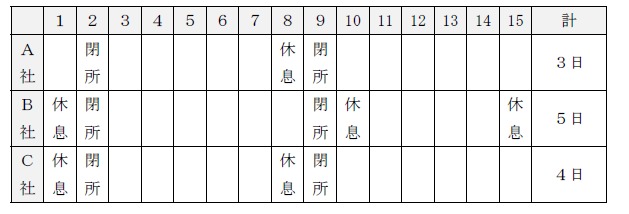 1 2 3 4 5 6 7 8 9 10 11 12 13 14 15 計
A社 閉所 休息 閉所 3日
B社 休息 閉所 閉所 休息 休息 5日
C社 休息 閉所 休息 閉所 4日